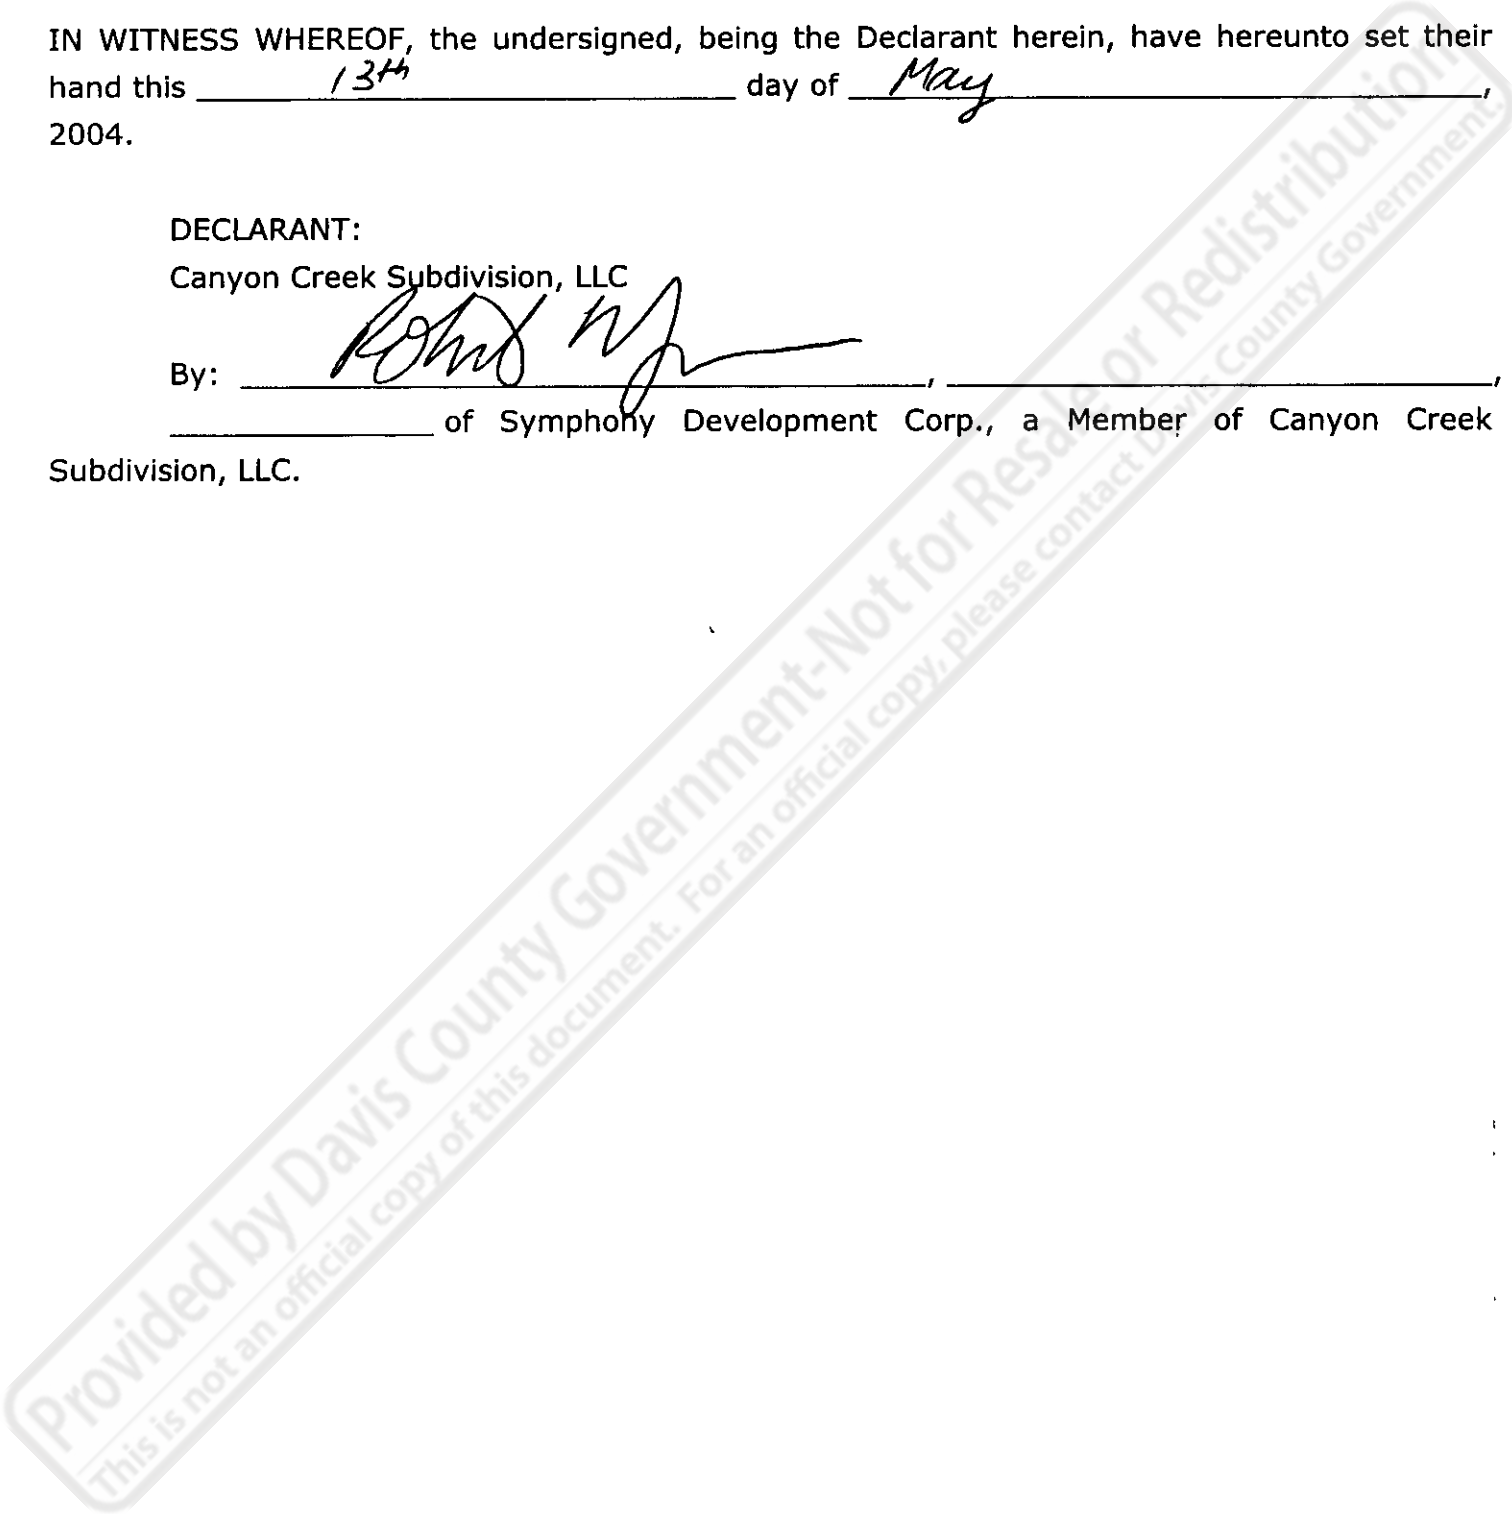 IN WITNESS WHEREOF, the undersigned, being the Declarant herein, have hereunto set their
hand this 13th day of May,
2004.
DECLARANT:
Canyon Creek Subdivision, LLC
By: Robert , ,
of Symphony Development Corp., a Member of Canyon Creek
Subdivision, LLC.
Provided by Davis County Government-Not for Resale or Redistribution
This is not an official copy of this document. For an official copy, please contact Davis County Government.